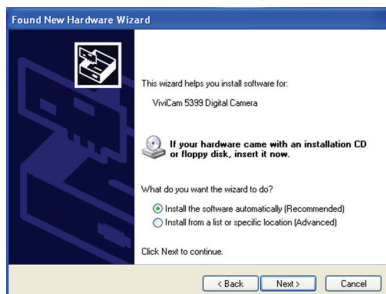 Found New Hardware Wizard
This wizard helps you install software for:
ViviCam 5399 Digital Camera
If your hardware came with an installation CD
or floppy disk, insert it now.
What do you want the wizard to do?
Install the software automatically (Recommended)
Install from a list or specific location (Advanced)
Click Next to continue.
< Back Next > Cancel